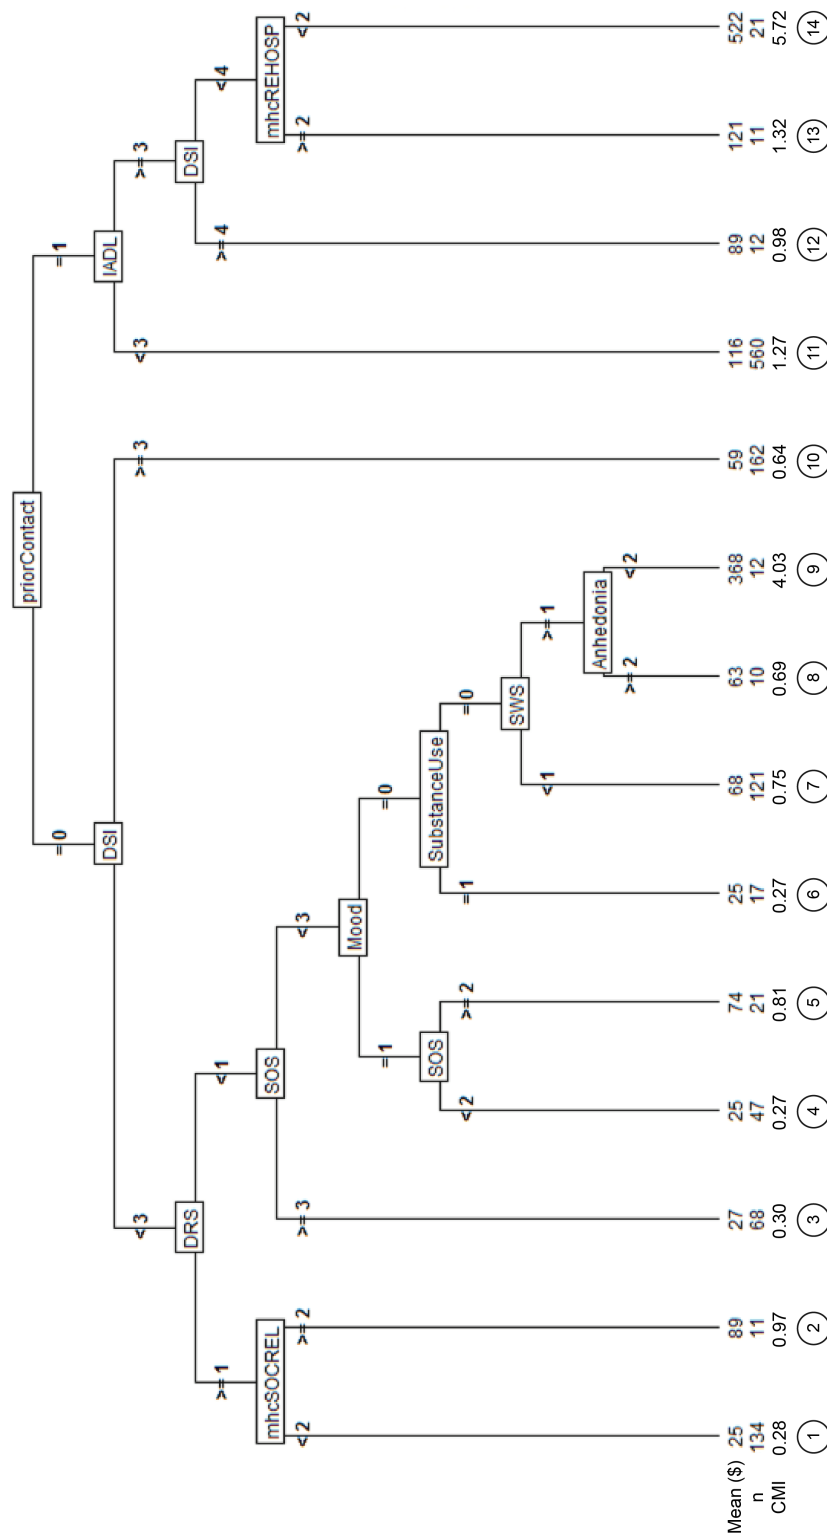 priorContact
= 0
= 1
DSI
IADL
< 3
>= 3
< 3
>= 3
DRS
DSI
>= 1
< 1
>= 4
< 4
mhcSOCREL
SOS
mhcREHOSP
< 2
>= 2
>= 3
< 3
>= 2
< 2
Mood
= 1
= 0
SOS
SubstanceUse
< 2
>= 2
= 1
= 0
SWS
< 1
>= 1
Anhedonia
>= 2
< 2
Mean ($) 25 89 27 25 74 25 68 63 368 59 116 89 121 522
n 134 11 68 47 21 17 121 10 12 162 560 12 11 21
CMI 0.28 0.97 0.30 0.27 0.81 0.27 0.75 0.69 4.03 0.64 1.27 0.98 1.32 5.72
1 2 3 4 5 6 7 8 9 10 11 12 13 14